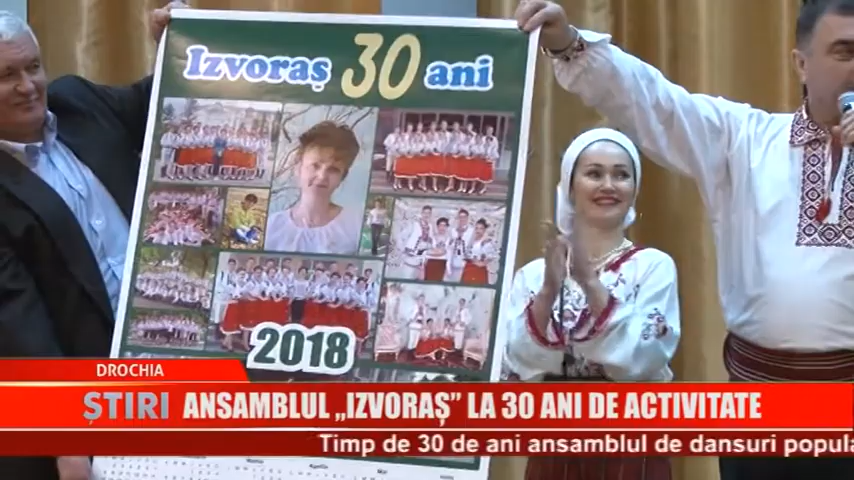 Izvoraș 30 ani
2018
DROCHIA
ȘTIRI ANSAMBLUL „IZVORAȘ” LA 30 ANI DE ACTIVITATE
Timp de 30 de ani ansamblul de dansuri popula